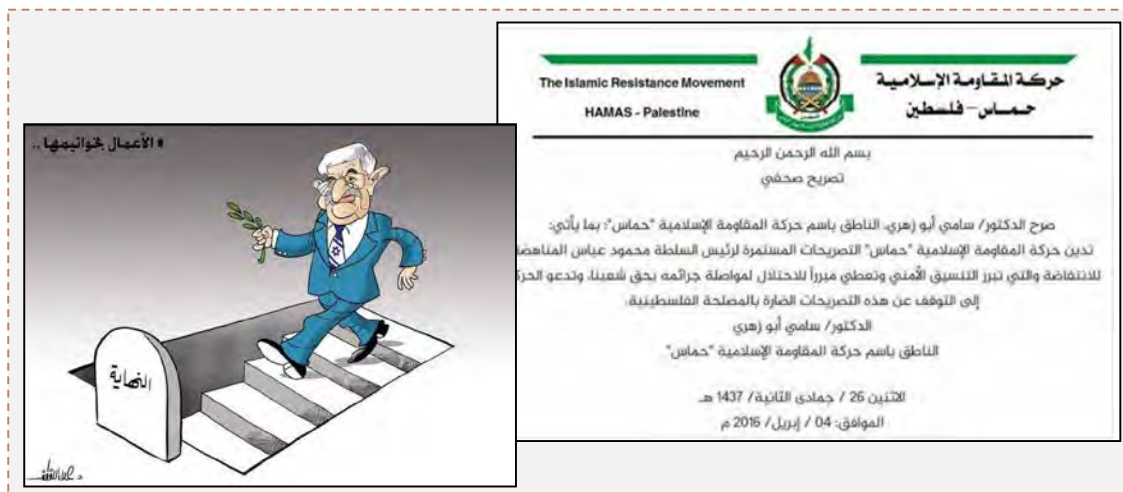 # الأعمال بخواتيمها ..
النهاية
The Islamic Resistance Movement
HAMAS - Palestine
حركة المقاومة الإسلامية
حماس - فلسطين
بسم الله الرحمن الرحيم
تصريح صحفي
صرح الدكتور/ سامي أبو زهري، الناطق باسم حركة المقاومة الإسلامية "حماس"؛ بما يأتي:
تدين حركة المقاومة الإسلامية "حماس" التصريحات المستمرة لرئيس السلطة محمود عباس المناهضة
للانتفاضة والتي تبرر التنسيق الأمني وتعطي مبرراً للاحتلال لمواصلة جرائمه بحق شعبنا، وتدعو الحرك
إلى التوقف عن هذه التصريحات الضارة بالمصلحة الفلسطينية.
الدكتور/ سامي أبو زهري
الناطق باسم حركة المقاومة الإسلامية "حماس"
الاثنين 26 / جمادى الثانية/ 1437 هـ
الموافق: 04 / إبريل/ 2016 م